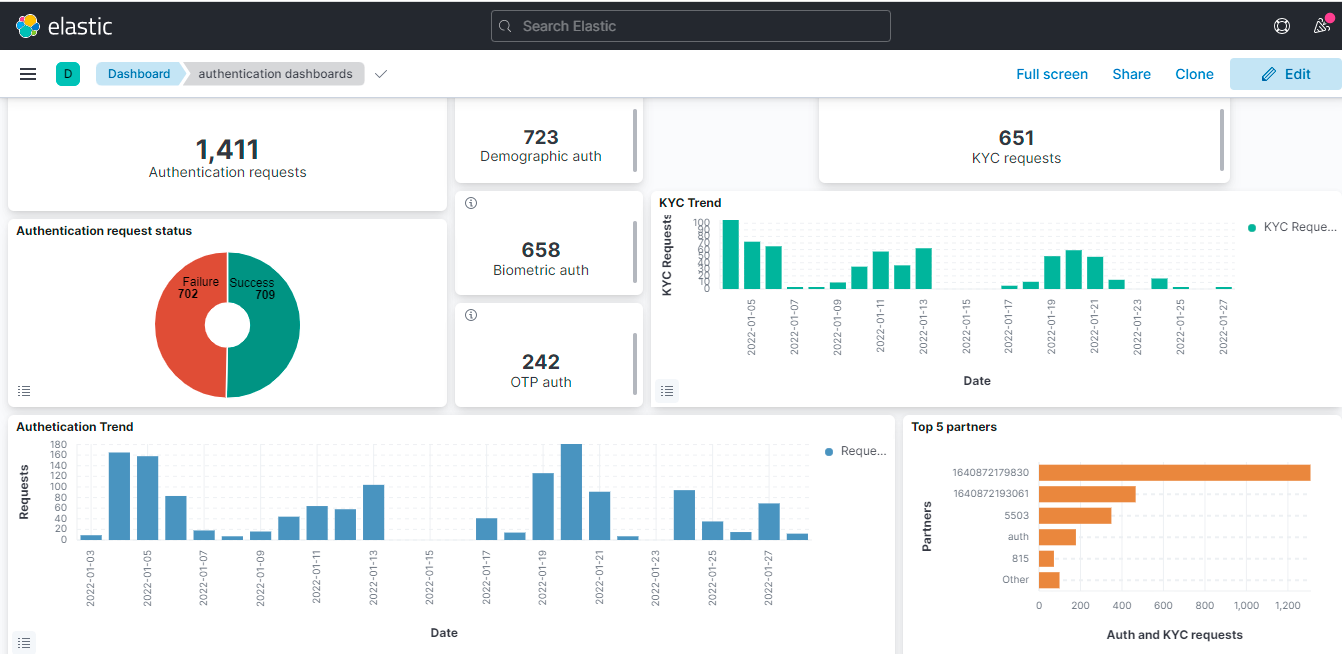 elastic
Search Elastic
D
Dashboard
authentication dashboards
Full screen
Share
Clone
Edit
1,411
Authentication requests
723
Demographic auth
651
KYC requests
Authentication request status
Failure
702
Success
709
658
Biometric auth
242
OTP auth
KYC Trend
KYC Requests
100
90
80
70
60
50
40
30
20
10
0
2022-01-05
2022-01-07
2022-01-09
2022-01-11
2022-01-13
2022-01-15
2022-01-17
2022-01-19
2022-01-21
2022-01-23
2022-01-25
2022-01-27
Date
KYC Reque...
Authetication Trend
Requests
180
160
140
120
100
80
60
40
20
0
2022-01-03
2022-01-05
2022-01-07
2022-01-09
2022-01-11
2022-01-13
2022-01-15
2022-01-17
2022-01-19
2022-01-21
2022-01-23
2022-01-25
2022-01-27
Date
Reque...
Top 5 partners
Partners
1640872179830
1640872193061
5503
auth
815
Other
0 200 400 600 800 1,000 1,200
Auth and KYC requests